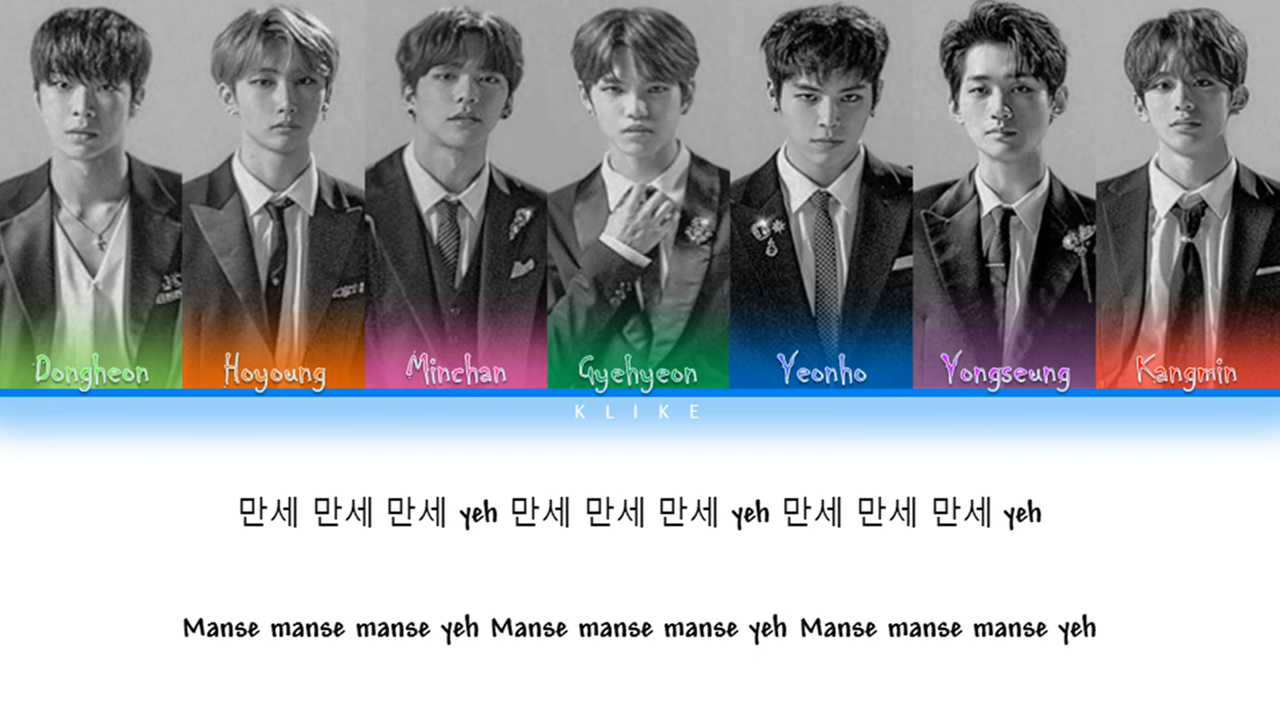 Dongheon Hoyoung Minchan Gyehyeon Yeonho Yongseung Kangmin
KLIKE
만세 만세 만세 yeh 만세 만세 만세 yeh 만세 만세 만세 yeh
Manse manse manse yeh Manse manse manse yeh Manse manse manse yeh